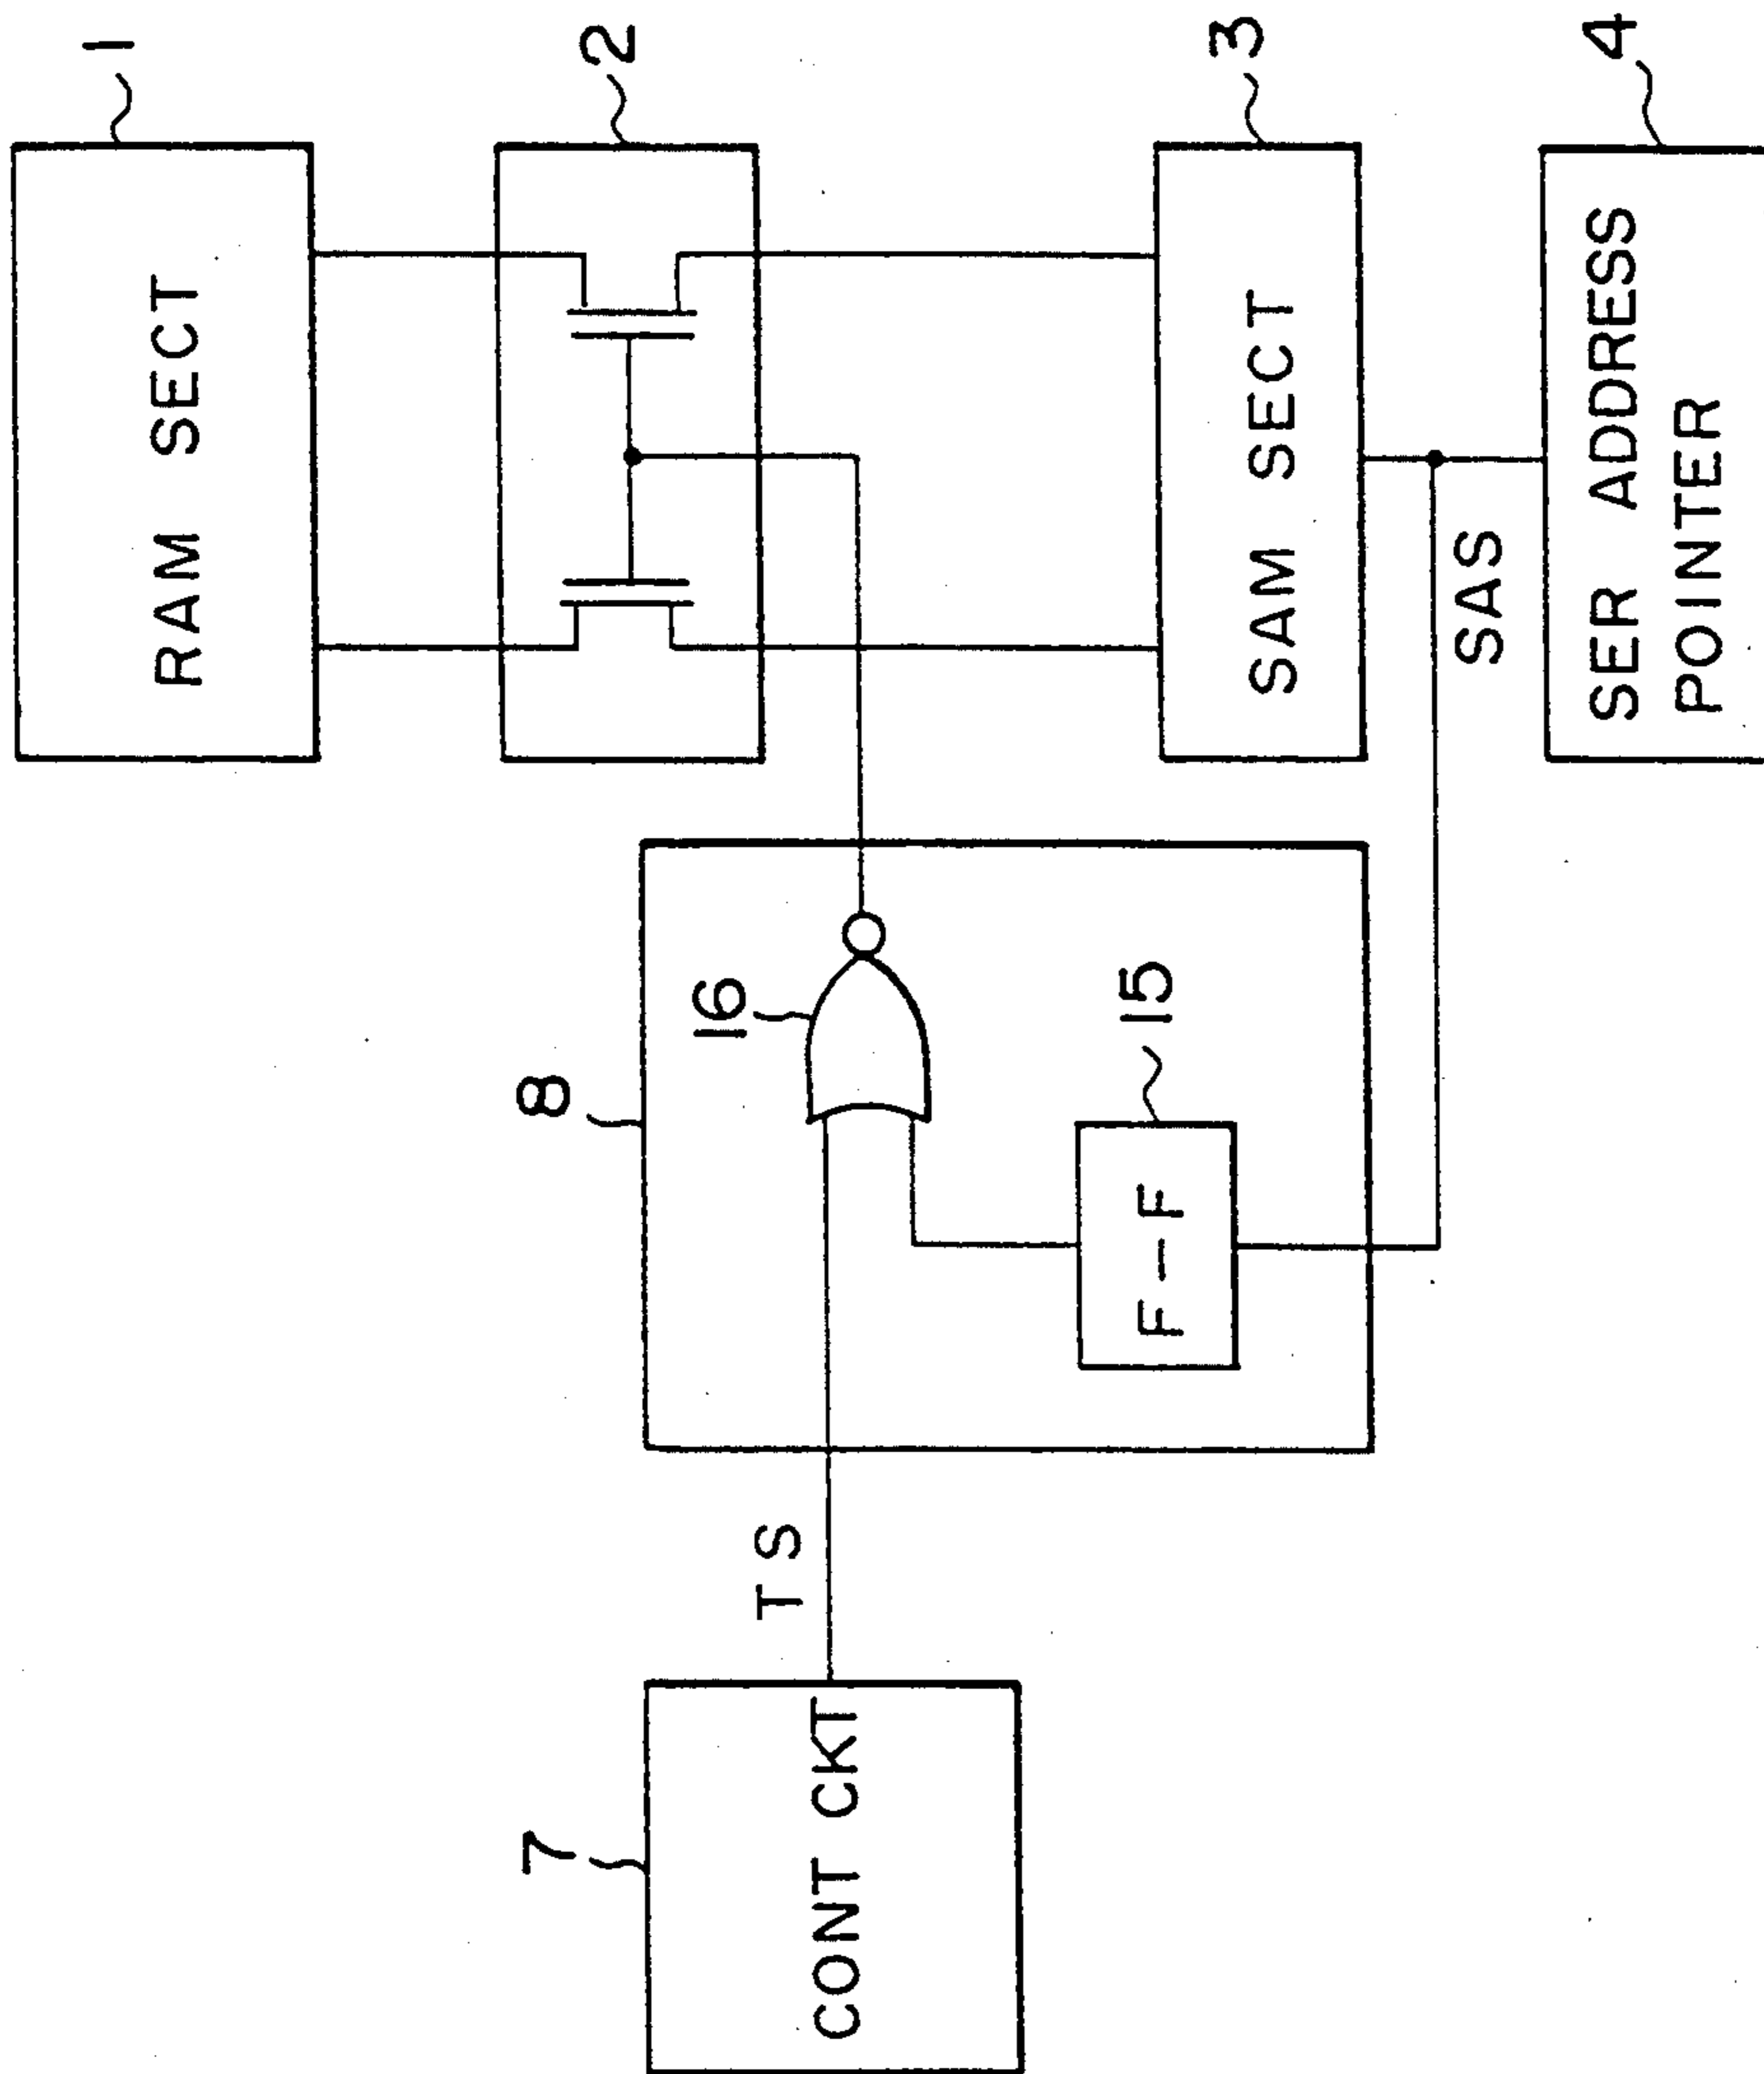 1
RAM SECT
2
3
SAM SECT
4
SER ADDRESS
POINTER
SAS
8
16
15
F-F
TS
7
CONT CKT